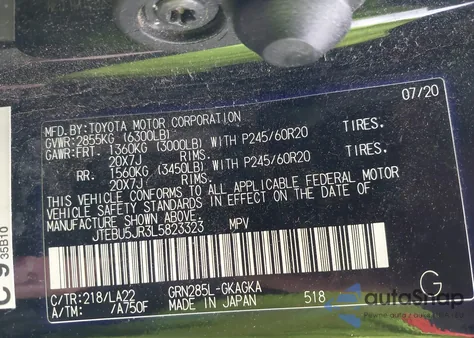 MFD.BY:TOYOTA MOTOR CORPORATION 07/20
GVWR:2855KG (6300LB)
GAWR:FRT. 1360KG (3000LB) WITH P245/60R20 TIRES.
20X7J RIMS.
RR. 1560KG (3450LB) WITH P245/60R20 TIRES.
20X7J RIMS.
THIS VEHICLE CONFORMS TO ALL APPLICABLE FEDERAL MOTOR
VEHICLE SAFETY STANDARDS IN EFFECT ON THE DATE OF
MANUFACTURE SHOWN ABOVE.
JTEBU5JR3L5823323 MPV
C/TR:218/LA22 GRN285L-GKAGKA G
A/TM: /A750F MADE IN JAPAN 518
C 9 35B10
autoSnap